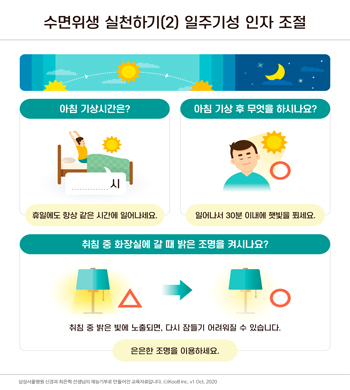 수면위생 실천하기(2) 일주기성 인자 조절
아침 기상시간은?
아침 기상 후 무엇을 하시나요?
시
휴일에도 항상 같은 시간에 일어나세요.
일어나서 30분 이내에 햇빛을 쬐세요.
취침 중 화장실에 갈 때 밝은 조명을 켜시나요?
취침 중 밝은 빛에 노출되면, 다시 잠들기 어려워질 수 있습니다.
은은한 조명을 이용하세요.
삼성서울병원 신경과 최은혁 선생님의 재능기부로 만들어진 교육자료입니다. ⓒiKooB inc. v1 Oct. 2020